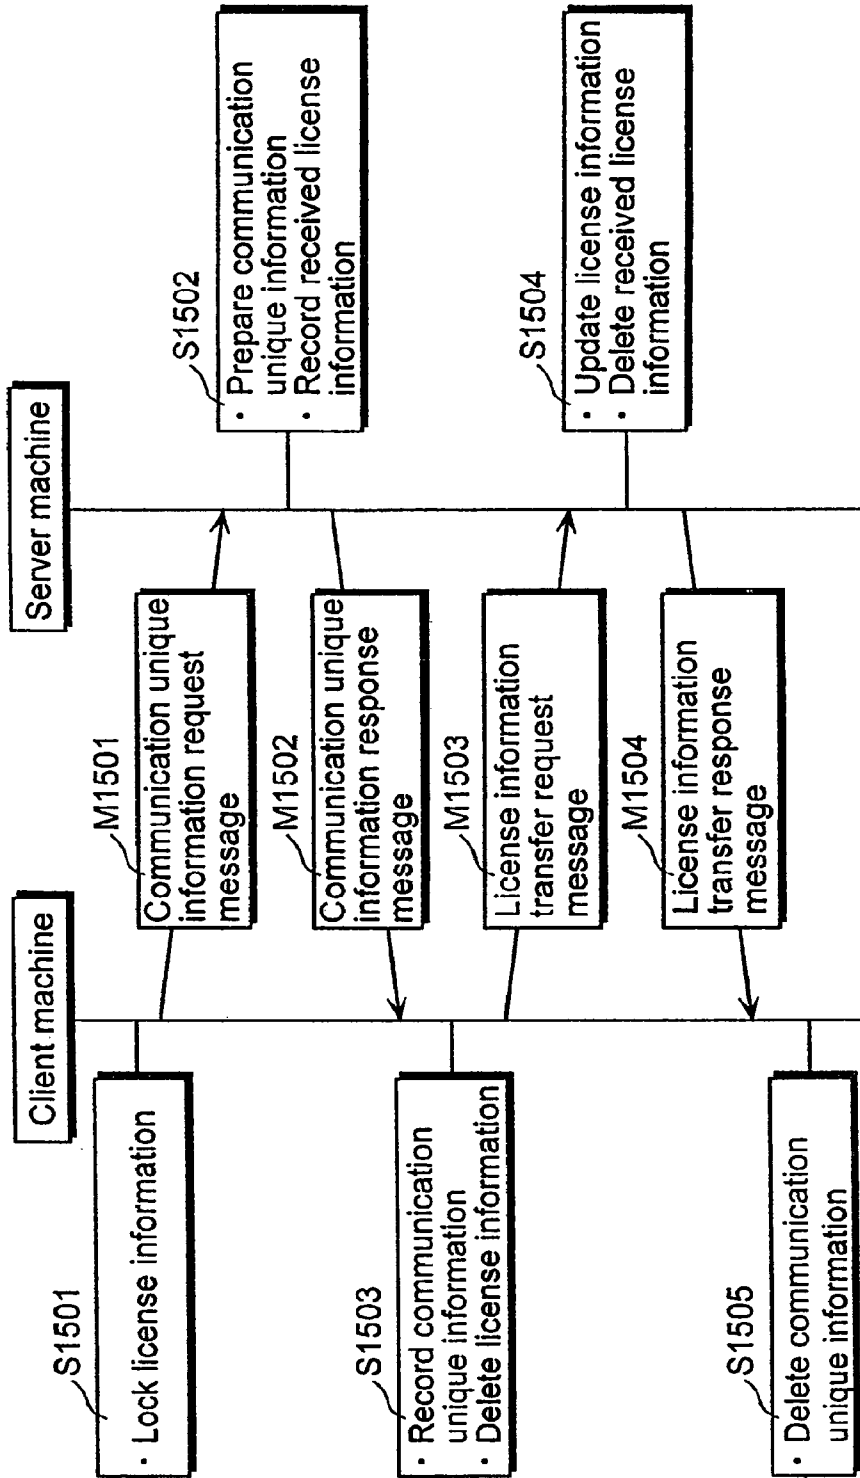 Client machine
Server machine
S1501
· Lock license information
M1501
Communication unique
information request
message
S1502
· Prepare communication
unique information
· Record received license
information
M1502
Communication unique
information response
message
S1503
· Record communication
unique information
· Delete license information
M1503
License information
transfer request
message
S1504
· Update license information
· Delete received license
information
M1504
License information
transfer response
message
S1505
· Delete communication
unique information